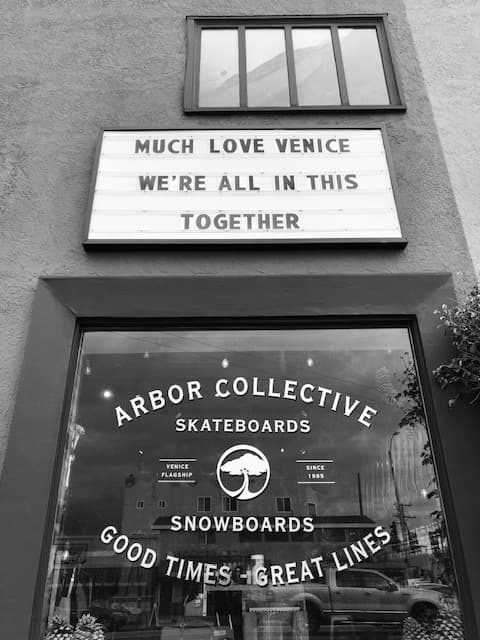 MUCH LOVE VENICE
WE'RE ALL IN THIS
TOGETHER
ARBOR COLLECTIVE
SKATEBOARDS
VENICE
FLAGSHIP
SINCE
1995
SNOWBOARDS
GOOD TIMES - GREAT LINES